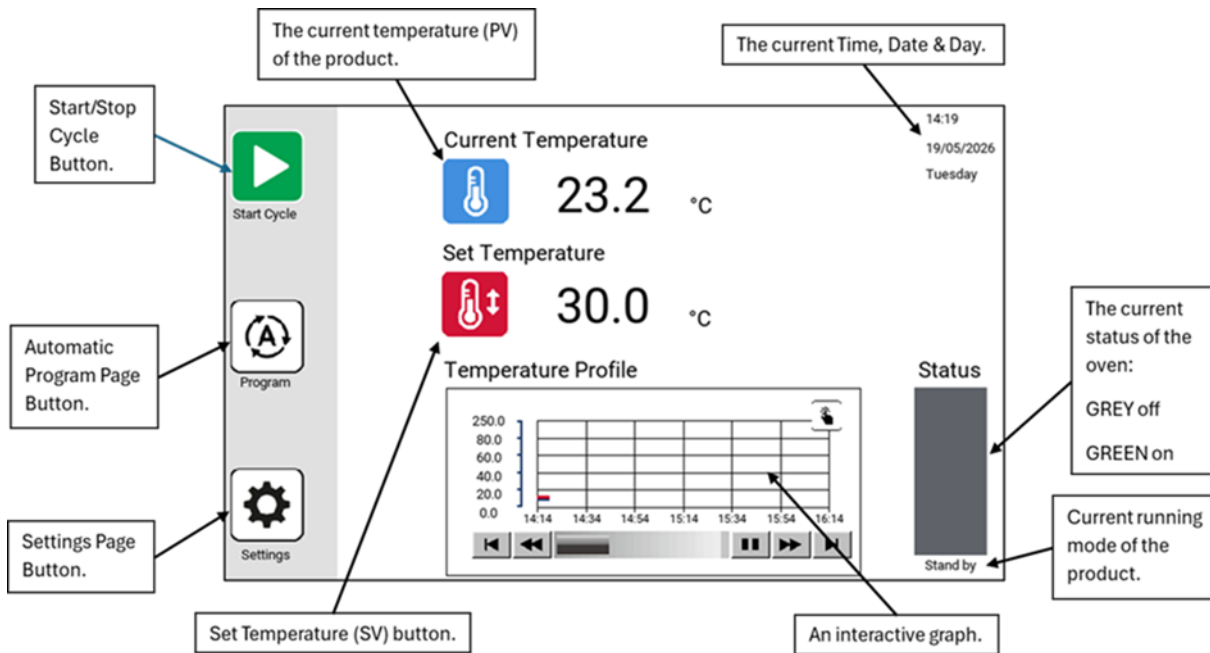 The current temperature (PV)
of the product.
The current Time, Date & Day.
Start/Stop
Cycle
Button.
Start Cycle
Current Temperature
23.2 °C
14:19
19/05/2026
Tuesday
Set Temperature
30.0 °C
Automatic
Program Page
Button.
Program
Temperature Profile
250.0
80.0
60.0
40.0
20.0
0.0
14:14 14:34 14:54 15:14 15:34 15:54 16:14
Status
Stand by
The current
status of the
oven:
GREY off
GREEN on
Settings Page
Button.
Settings
Current running
mode of the
product.
Set Temperature (SV) button.
An interactive graph.
A